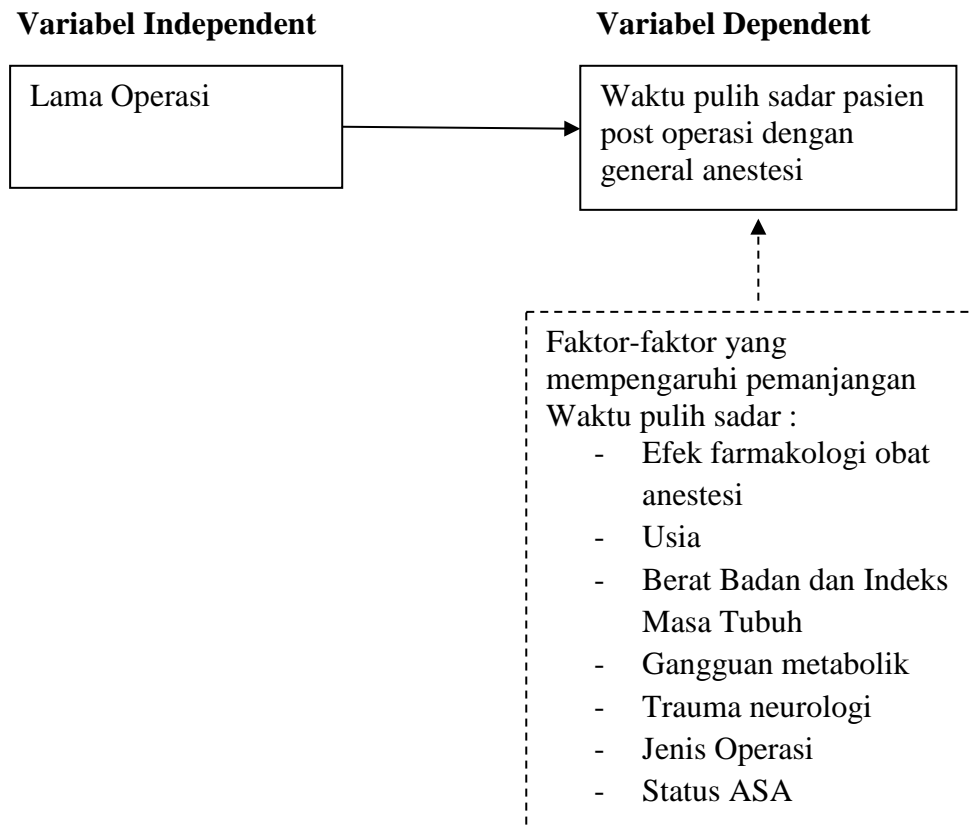 Variabel Independent
Variabel Dependent
Lama Operasi
Waktu pulih sadar pasien
post operasi dengan
general anestesi
Faktor-faktor yang
mempengaruhi pemanjangan
Waktu pulih sadar :
- Efek farmakologi obat
anestesi
- Usia
- Berat Badan dan Indeks
Masa Tubuh
- Gangguan metabolik
- Trauma neurologi
- Jenis Operasi
- Status ASA